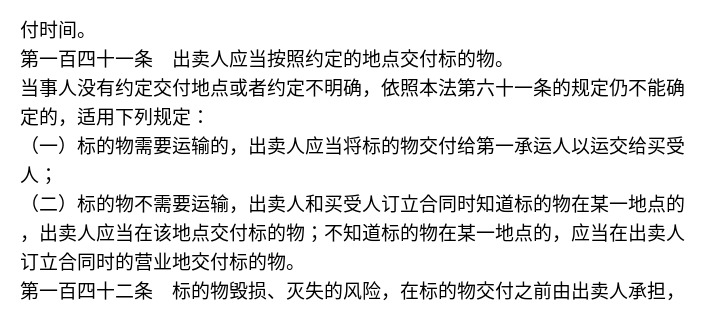 付时间。
第一百四十一条　出卖人应当按照约定的地点交付标的物。
当事人没有约定交付地点或者约定不明确，依照本法第六十一条的规定仍不能确
定的，适用下列规定：
（一）标的物需要运输的，出卖人应当将标的物交付给第一承运人以运交给买受
人；
（二）标的物不需要运输，出卖人和买受人订立合同时知道标的物在某一地点的
，出卖人应当在该地点交付标的物；不知道标的物在某一地点的，应当在出卖人
订立合同时的营业地交付标的物。
第一百四十二条　标的物毁损、灭失的风险，在标的物交付之前由出卖人承担，